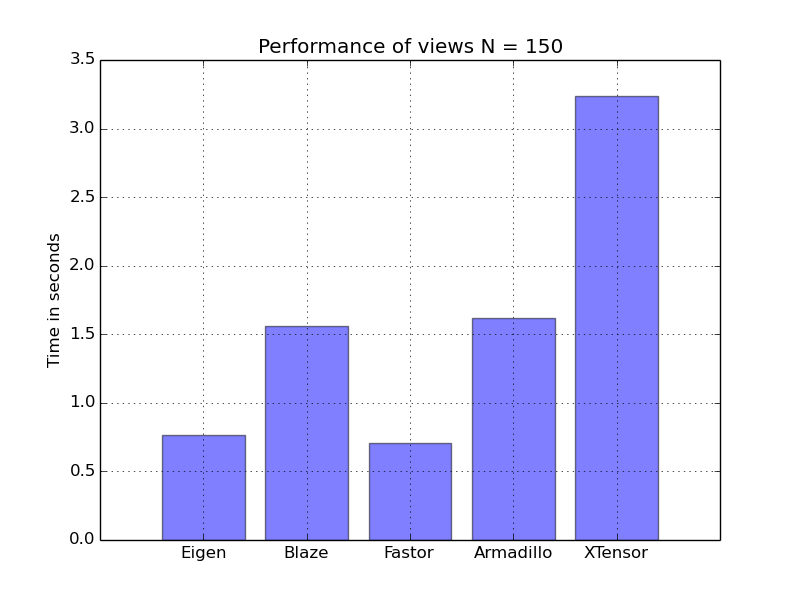 Performance of views N = 150
3.5
3.0
2.5
2.0
1.5
1.0
0.5
0.0
Time in seconds
Eigen Blaze Fastor Armadillo XTensor